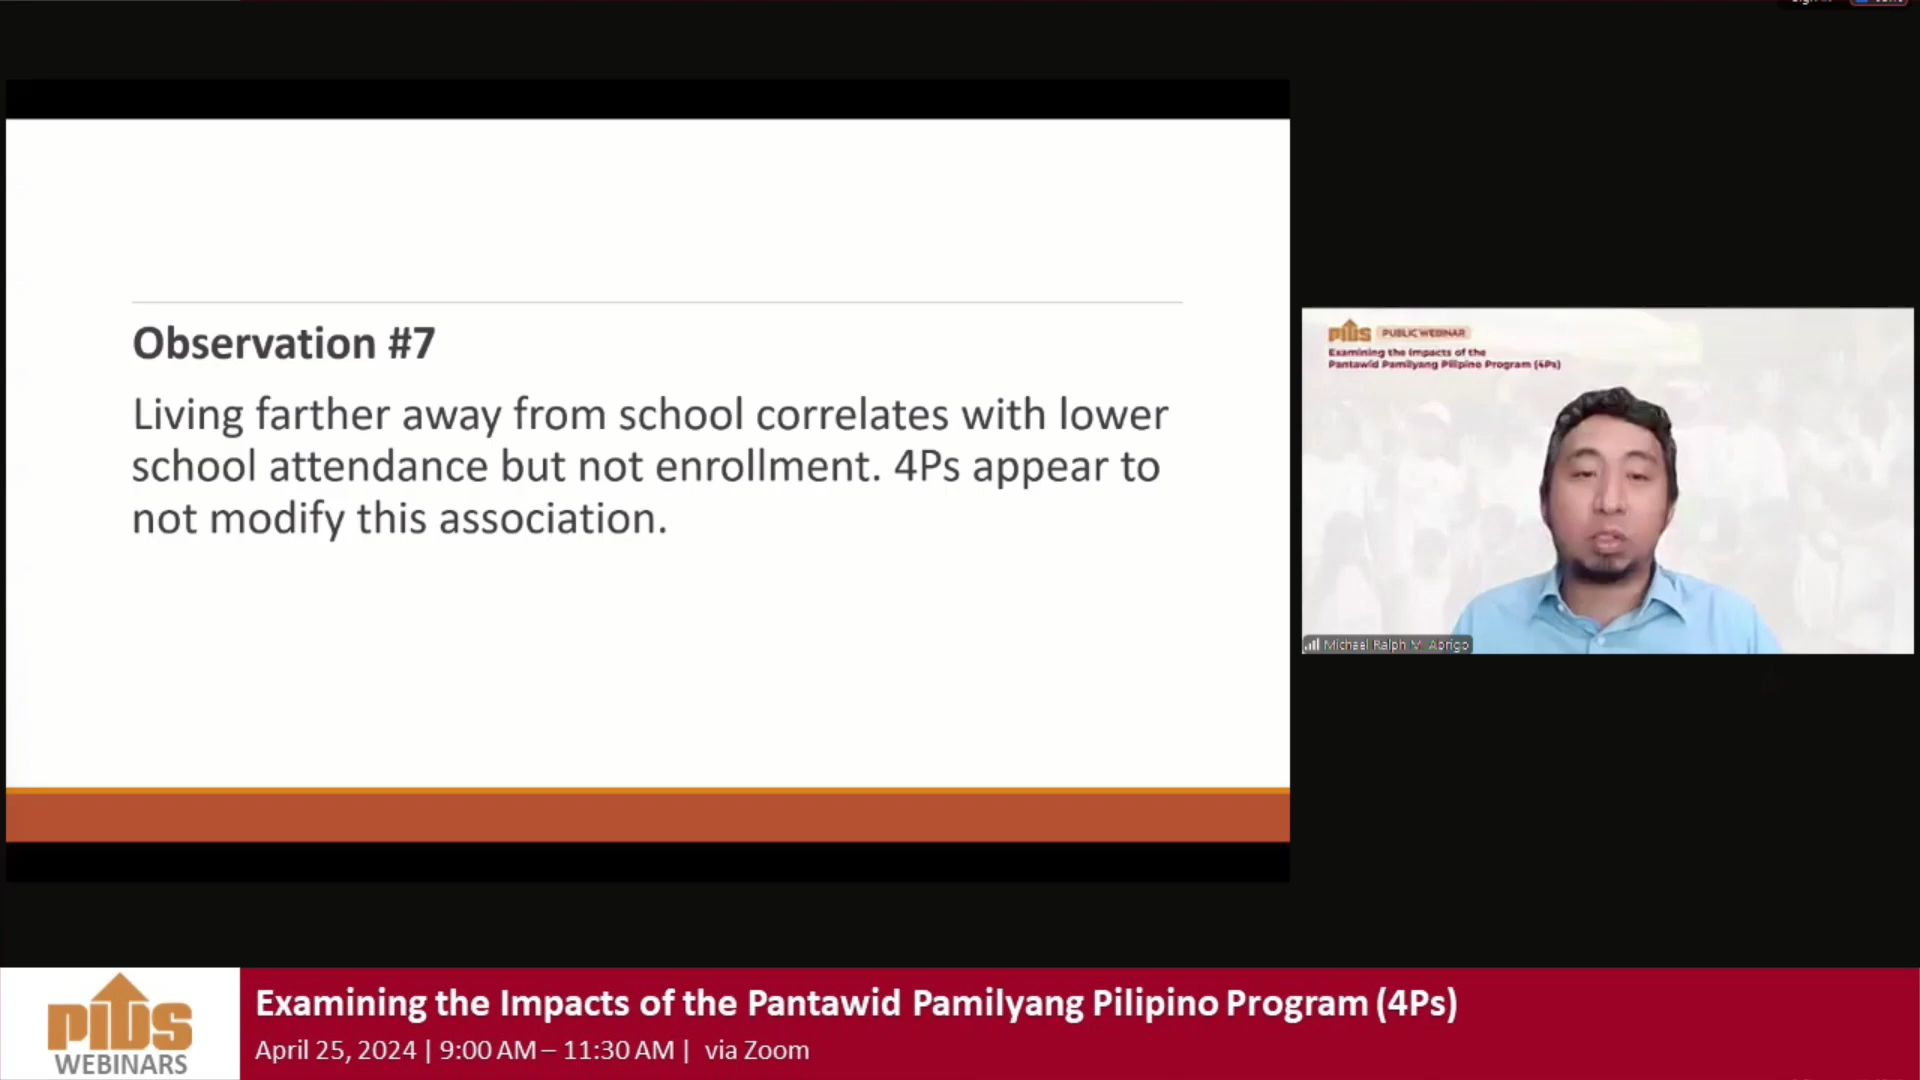 Observation #7
Living farther away from school correlates with lower
school attendance but not enrollment. 4Ps appear to
not modify this association.
PIDS PUBLIC WEBINAR
Examining the Impacts of the
Pantawid Pamilyang Pilipino Program (4Ps)
Michael Ralph M. Abrigo
PIDS
WEBINARS
Examining the Impacts of the Pantawid Pamilyang Pilipino Program (4Ps)
April 25, 2024 | 9:00 AM – 11:30 AM | via Zoom